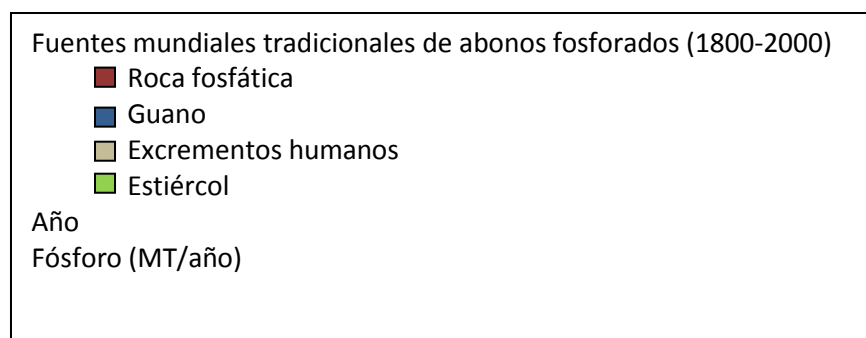 Fuentes mundiales tradicionales de abonos fosforados (1800-2000)
Roca fosfática
Guano
Excrementos humanos
Estiércol
Año
Fósforo (MT/año)